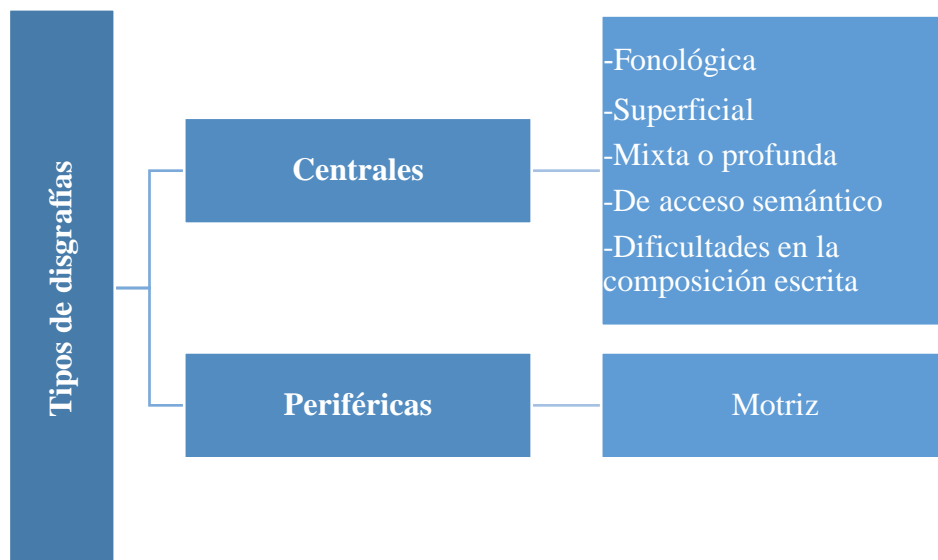 Tipos de disgrafías
Centrales
-Fonológica
-Superficial
-Mixta o profunda
-De acceso semántico
-Dificultades en la
composición escrita
Periféricas
Motriz